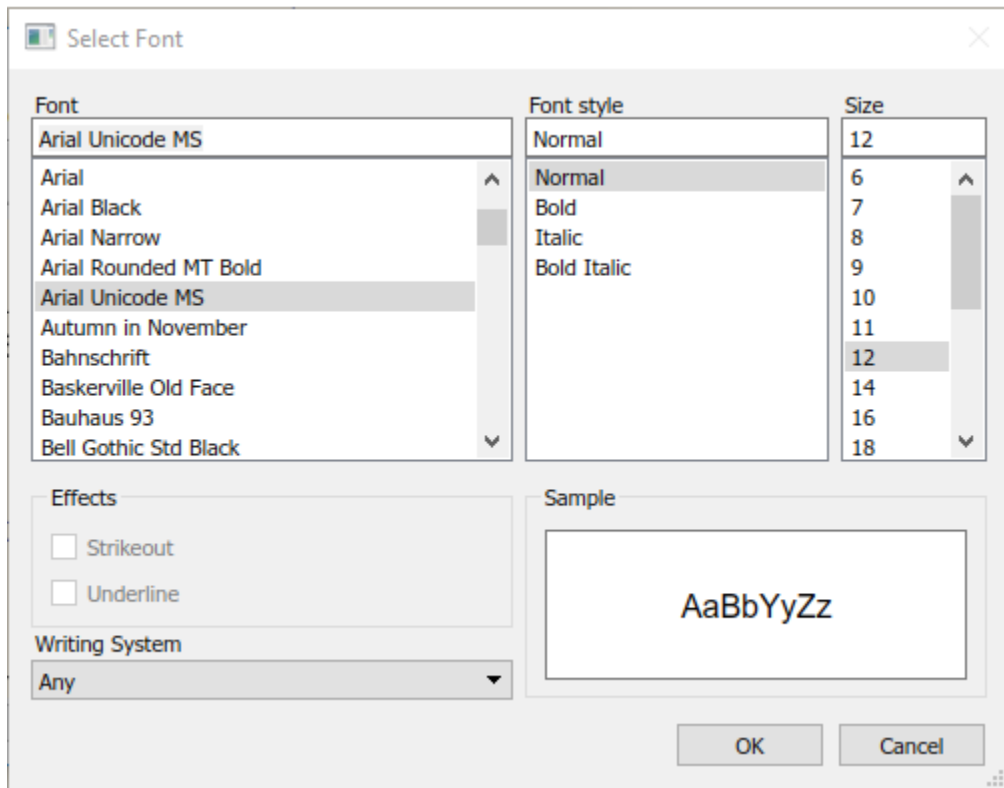 Select Font
Font
Arial Unicode MS
Arial
Arial Black
Arial Narrow
Arial Rounded MT Bold
Arial Unicode MS
Autumn in November
Bahnschrift
Baskerville Old Face
Bauhaus 93
Bell Gothic Std Black
Font style
Normal
Normal
Bold
Italic
Bold Italic
Size
12
6
7
8
9
10
11
12
14
16
18
Effects
Strikeout
Underline
Writing System
Any
Sample
AaBbYyZz
OK
Cancel